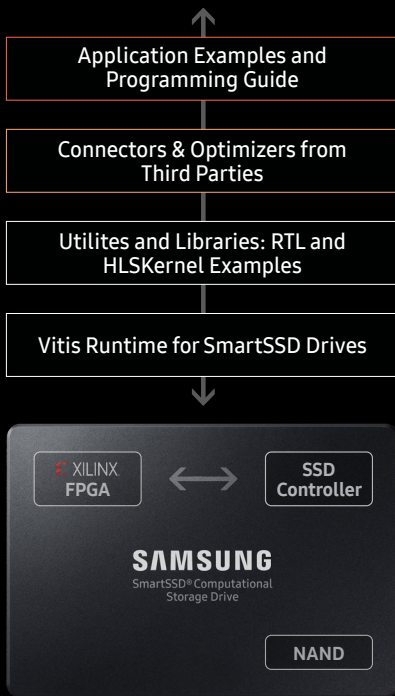 Application Examples and
Programming Guide
Connectors & Optimizers from
Third Parties
Utilites and Libraries: RTL and
HLSKernel Examples
Vitis Runtime for SmartSSD Drives
XILINX
FPGA
SSD
Controller
SAMSUNG
SmartSSD® Computational
Storage Drive
NAND